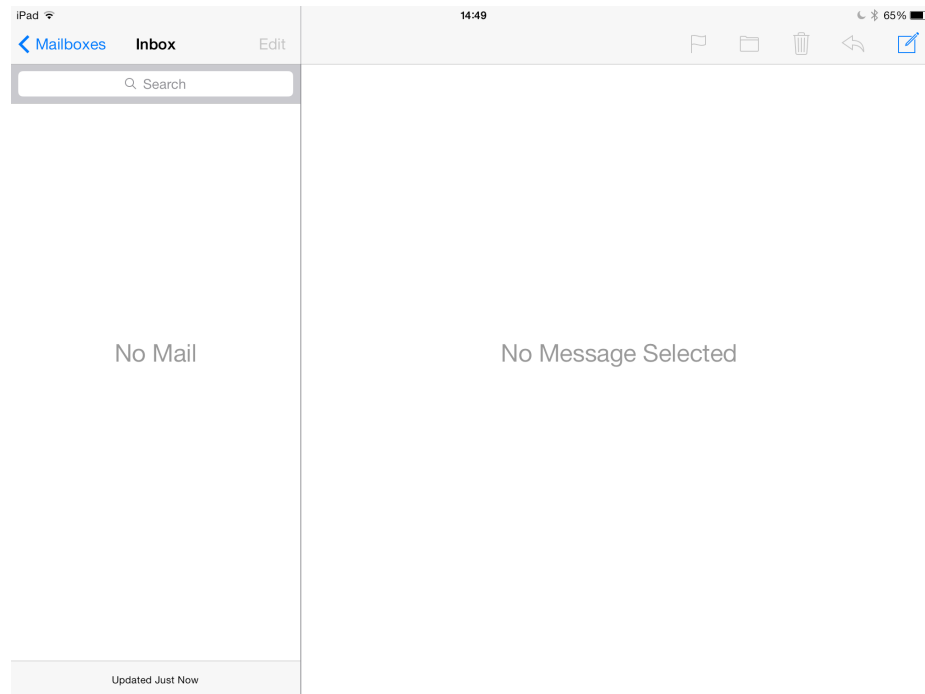 iPad 14:49 65%
Mailboxes Inbox Edit
Search
No Mail
No Message Selected
Updated Just Now